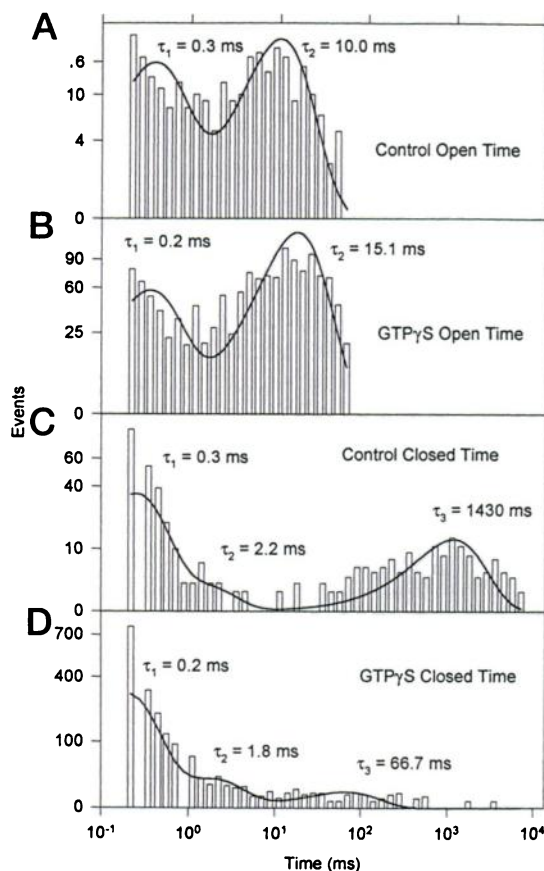 A
τ1 = 0.3 ms
τ2 = 10.0 ms
.6
10
4
0
Control Open Time
B
τ1 = 0.2 ms
τ2 = 15.1 ms
90
60
25
0
GTPγS Open Time
Events
C
τ1 = 0.3 ms
Control Closed Time
60
40
τ3 = 1430 ms
τ2 = 2.2 ms
10
0
D
700
τ1 = 0.2 ms
GTPγS Closed Time
400
100
τ2 = 1.8 ms
τ3 = 66.7 ms
0
10-1 100 101 102 103 104
Time (ms)